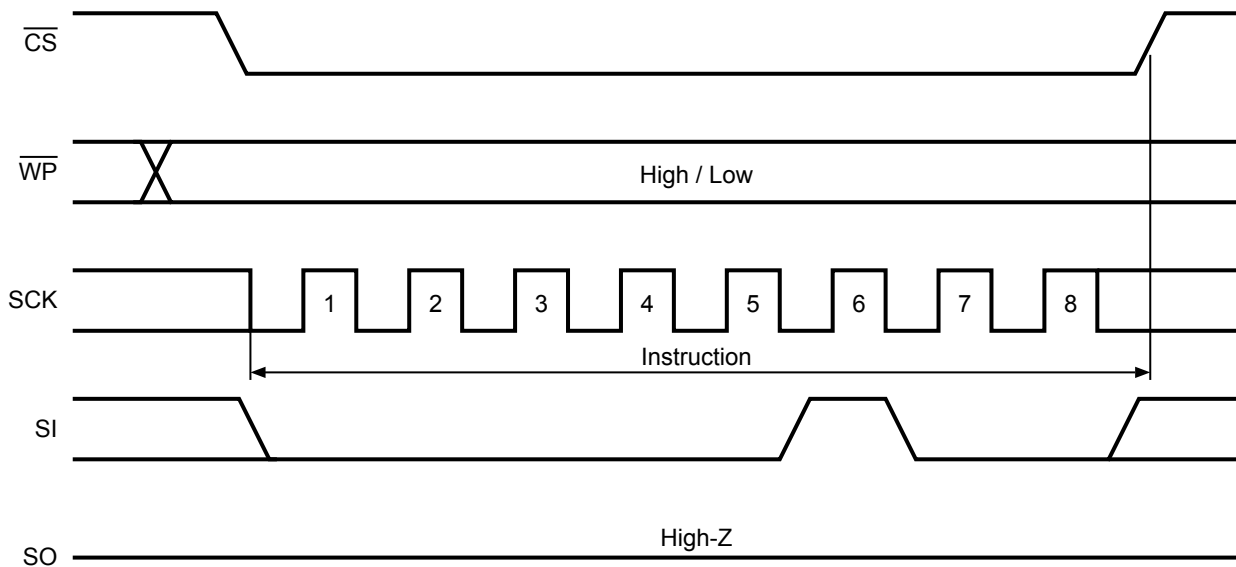 CS
WP
High / Low
SCK
1 2 3 4 5 6 7 8
Instruction
SI
High-Z
SO